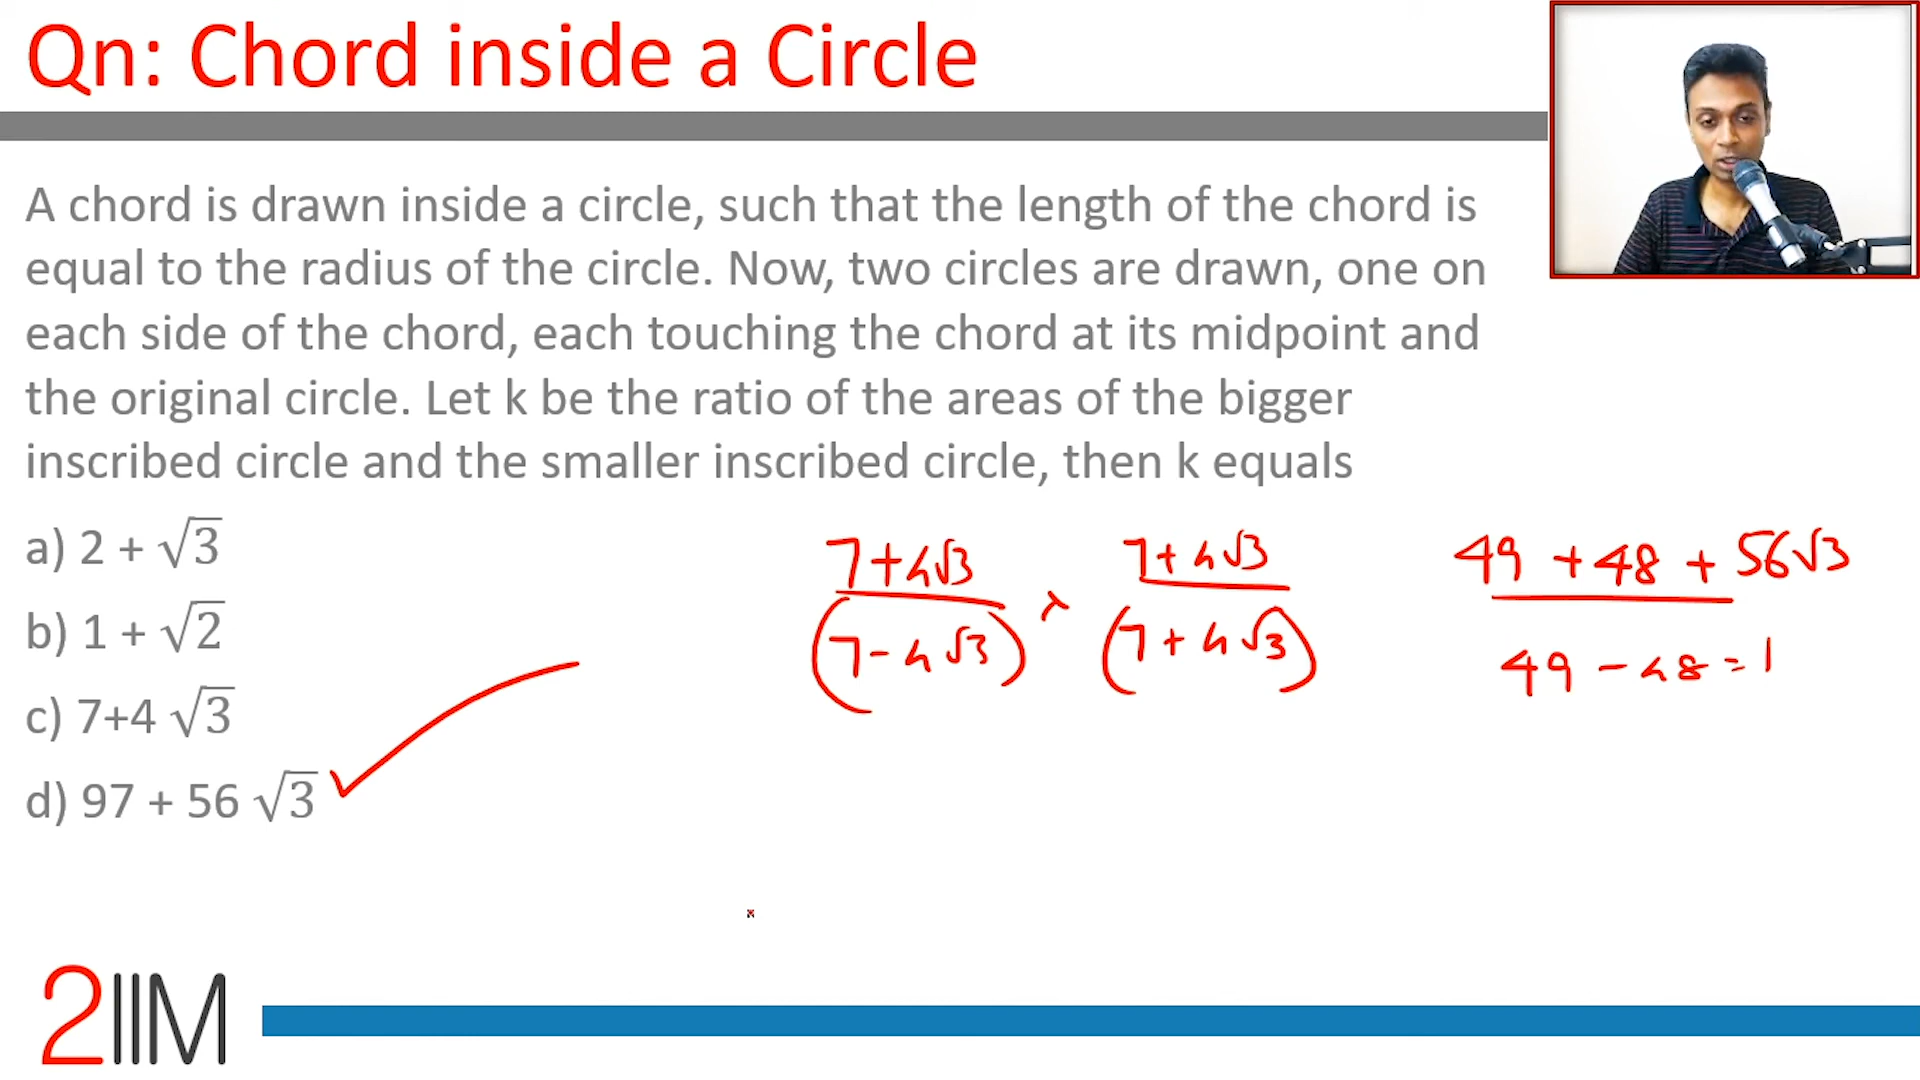 Qn: Chord inside a Circle
A chord is drawn inside a circle, such that the length of the chord is
equal to the radius of the circle. Now, two circles are drawn, one on
each side of the chord, each touching the chord at its midpoint and
the original circle. Let k be the ratio of the areas of the bigger
inscribed circle and the smaller inscribed circle, then k equals
a) 2 + √3
b) 1 + √2
c) 7+4 √3
d) 97 + 56 √3
7+4√3 / (7-4√3) × 7+4√3 / (7+4√3)
49 + 48 + 56√3
49 - 48 = 1
2IIM